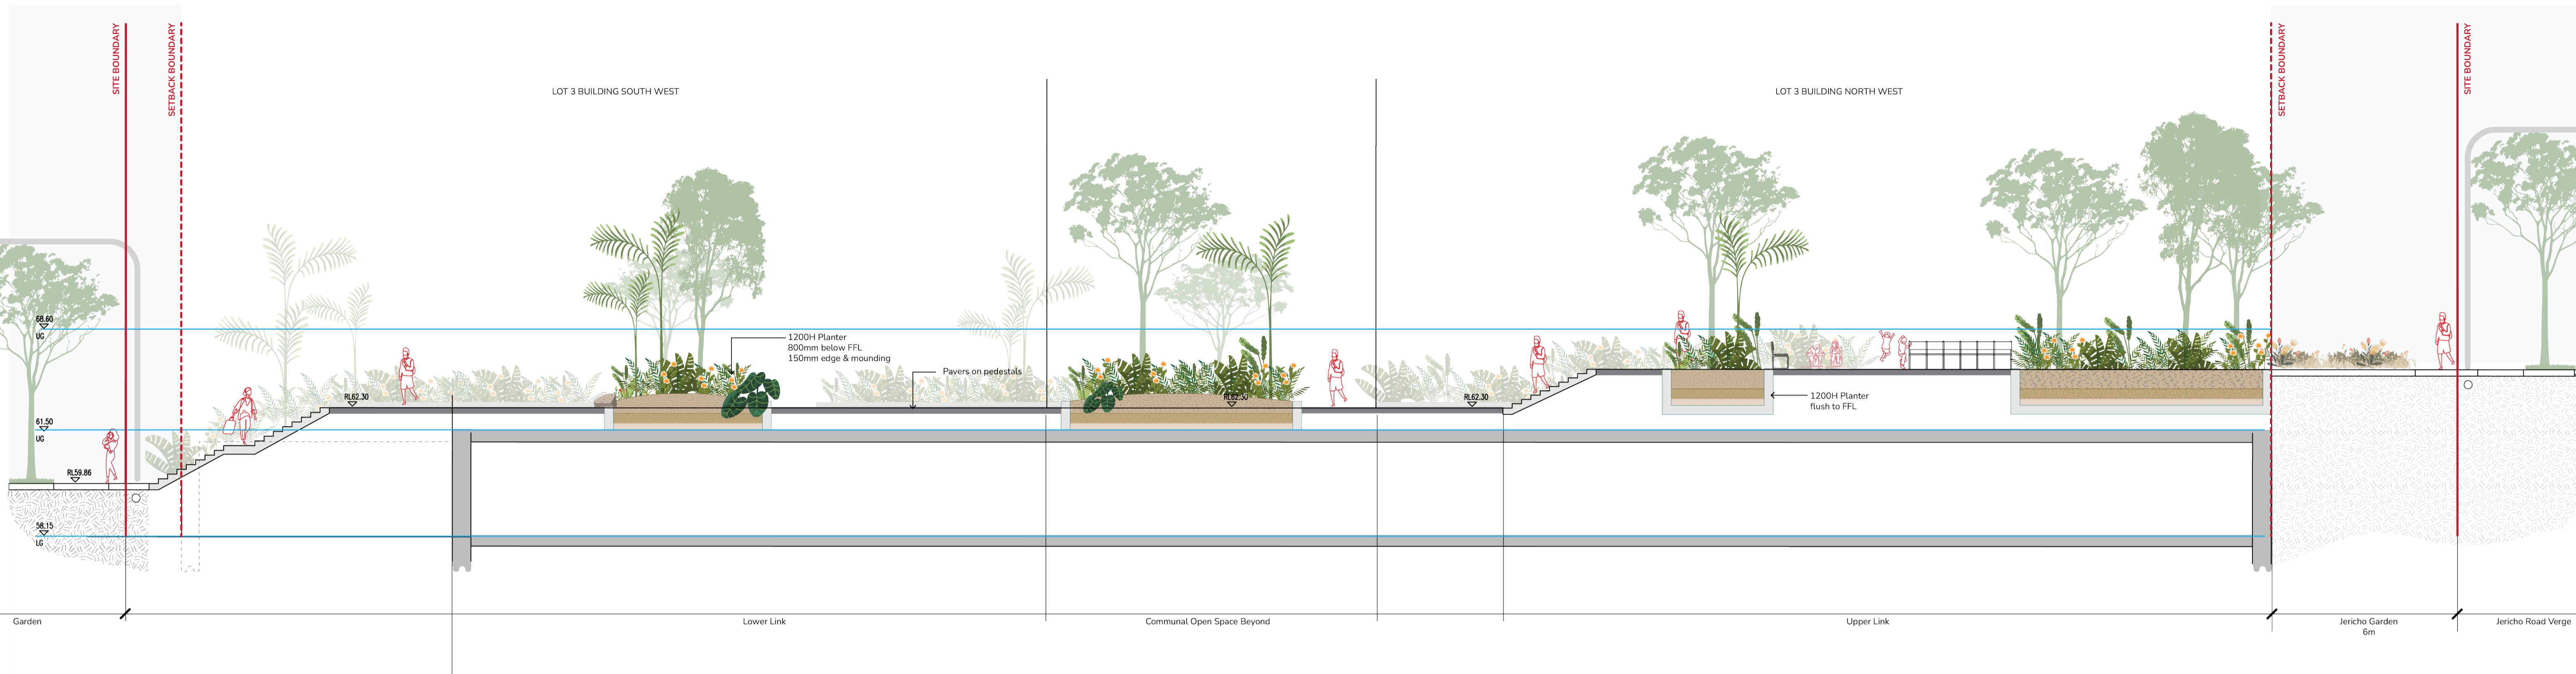 SITE BOUNDARY
SETBACK BOUNDARY
LOT 3 BUILDING SOUTH WEST
LOT 3 BUILDING NORTH WEST
SETBACK BOUNDARY
SITE BOUNDARY
68.60
UG
1200H Planter
800mm below FFL
150mm edge & mounding
Pavers on pedestals
RL62.30
RL62.30
RL62.30
1200H Planter
flush to FFL
61.50
UG
RL59.86
58.15
LG
Garden
Lower Link
Communal Open Space Beyond
Upper Link
Jericho Garden
6m
Jericho Road Verge